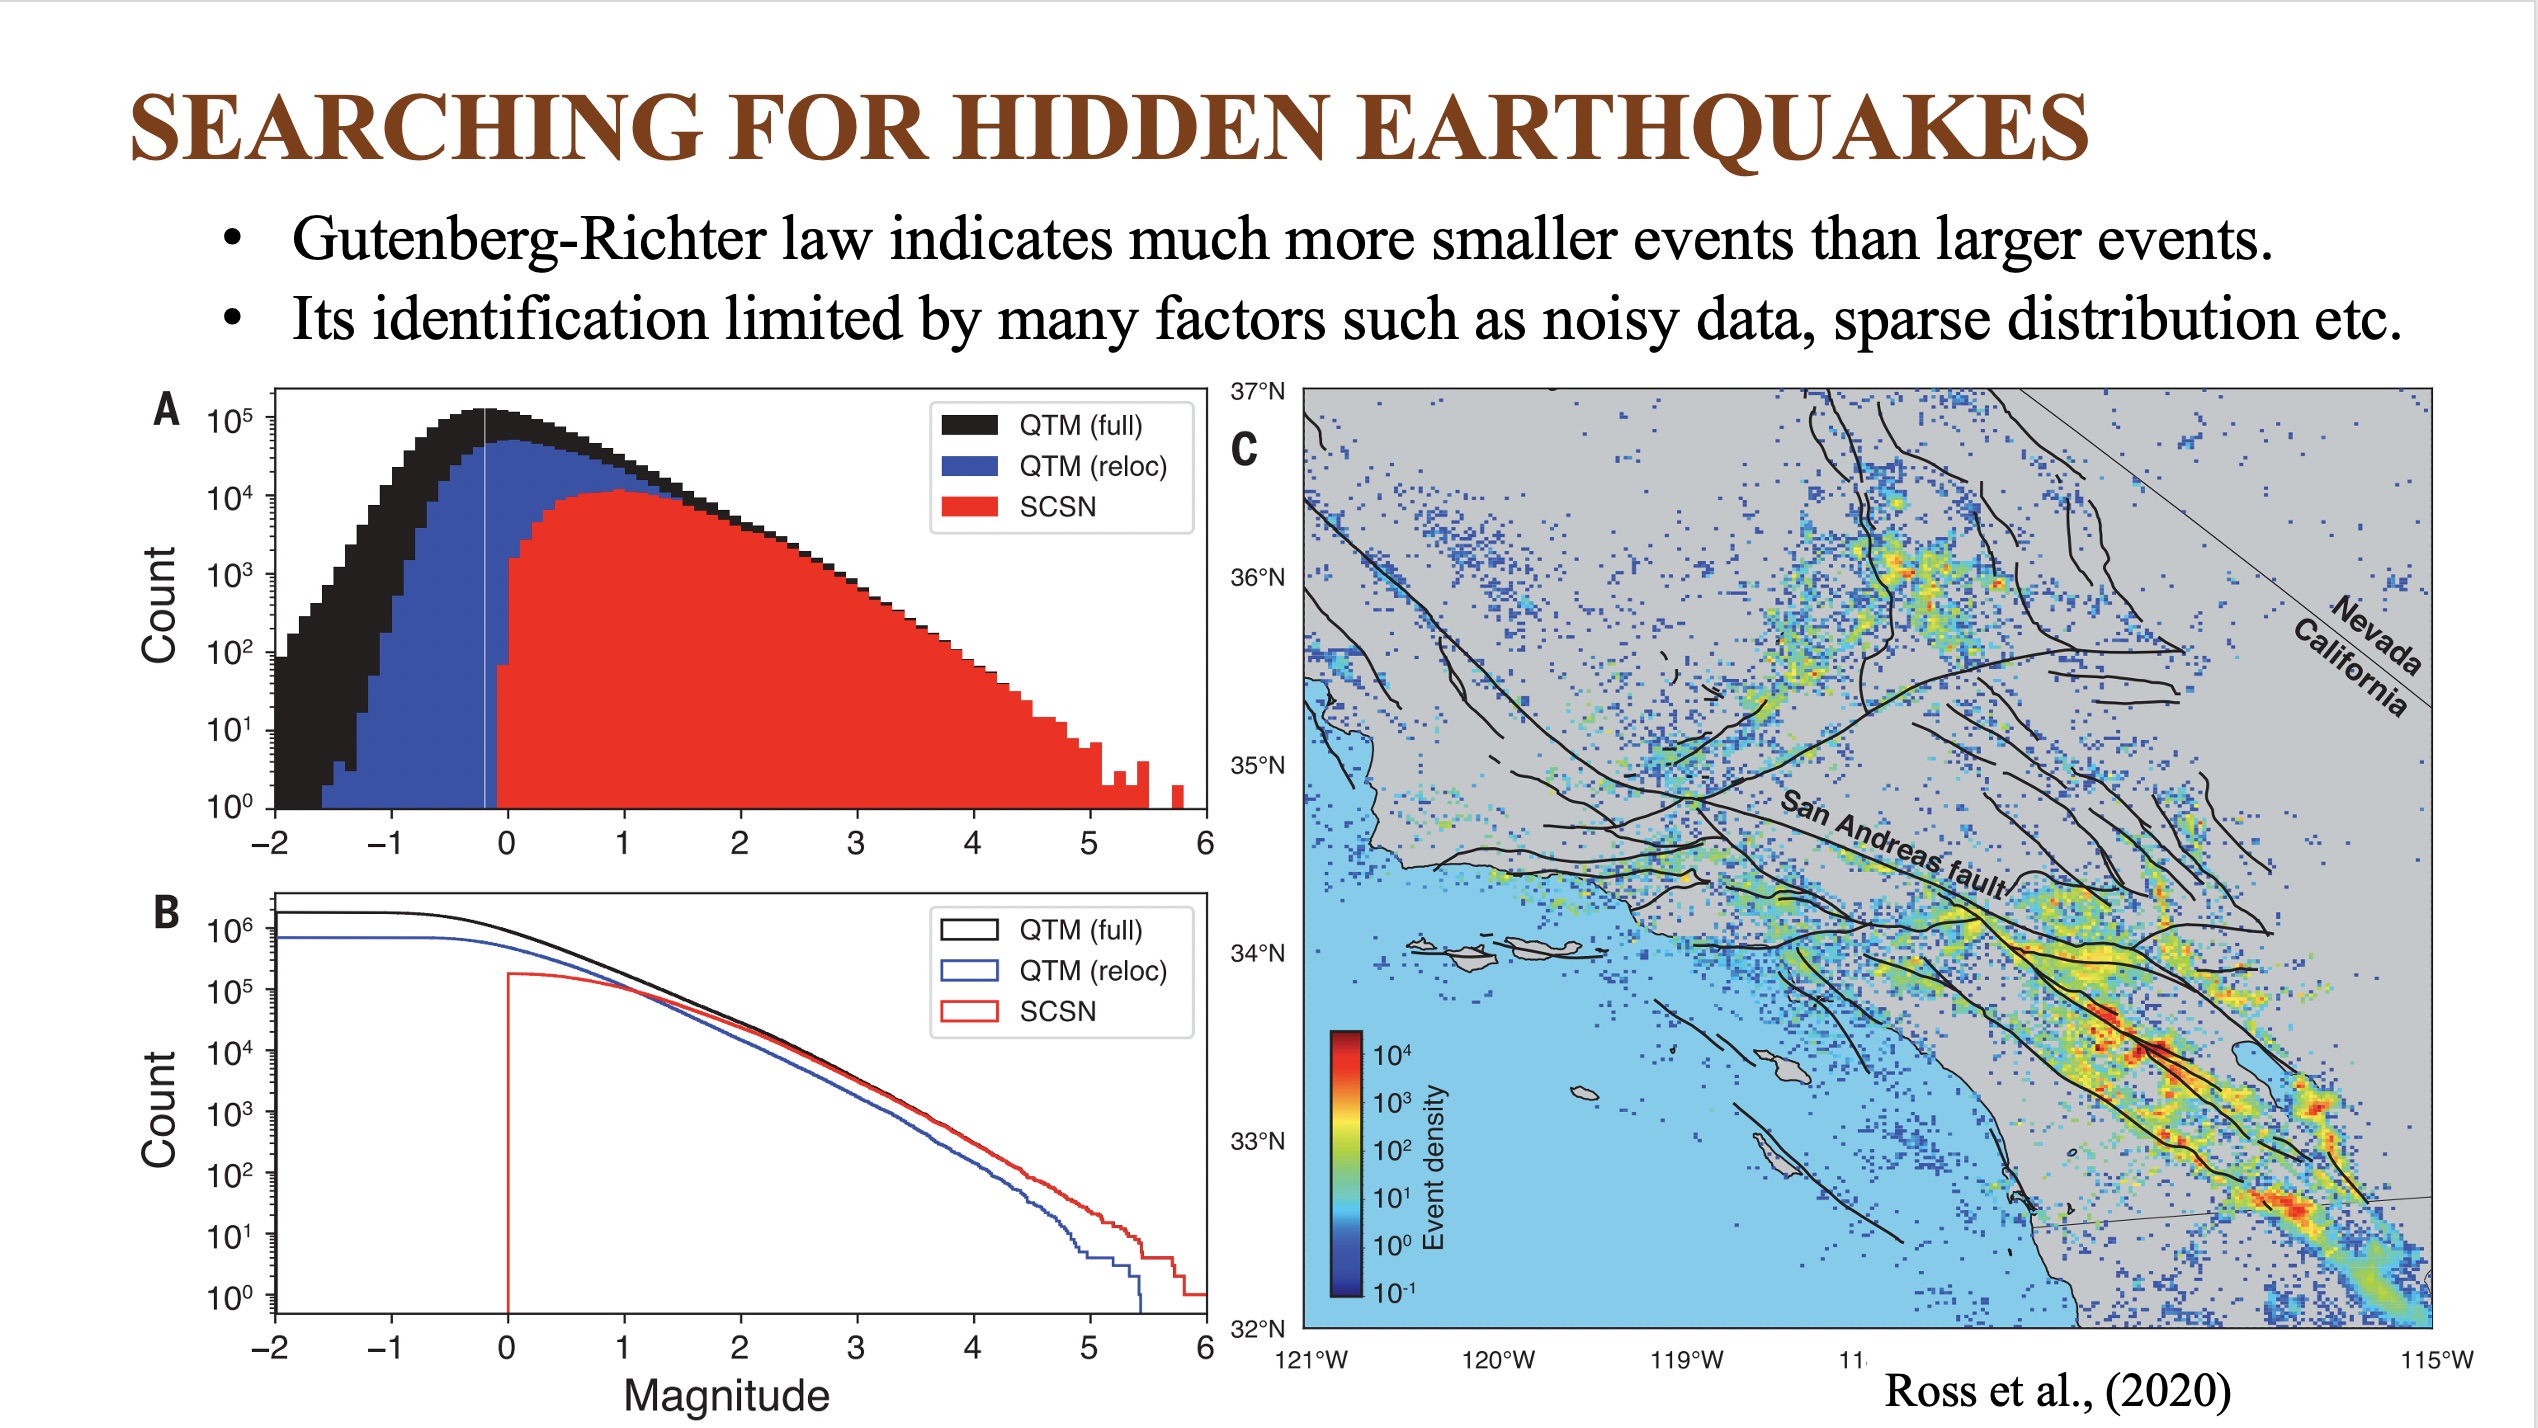 SEARCHING FOR HIDDEN EARTHQUAKES
• Gutenberg-Richter law indicates much more smaller events than larger events.
• Its identification limited by many factors such as noisy data, sparse distribution etc.
A
10⁵
10⁴
10³
10²
10¹
10⁰
Count
QTM (full)
QTM (reloc)
SCSN
−2 −1 0 1 2 3 4 5 6
B
10⁶
10⁵
10⁴
10³
10²
10¹
10⁰
Count
QTM (full)
QTM (reloc)
SCSN
−2 −1 0 1 2 3 4 5 6
Magnitude
C
37°N
36°N
35°N
34°N
33°N
32°N
Nevada
California
San Andreas fault
10⁴
10³
10²
10¹
10⁰
10⁻¹
Event density
121°W 120°W 119°W 11 115°W
Ross et al., (2020)